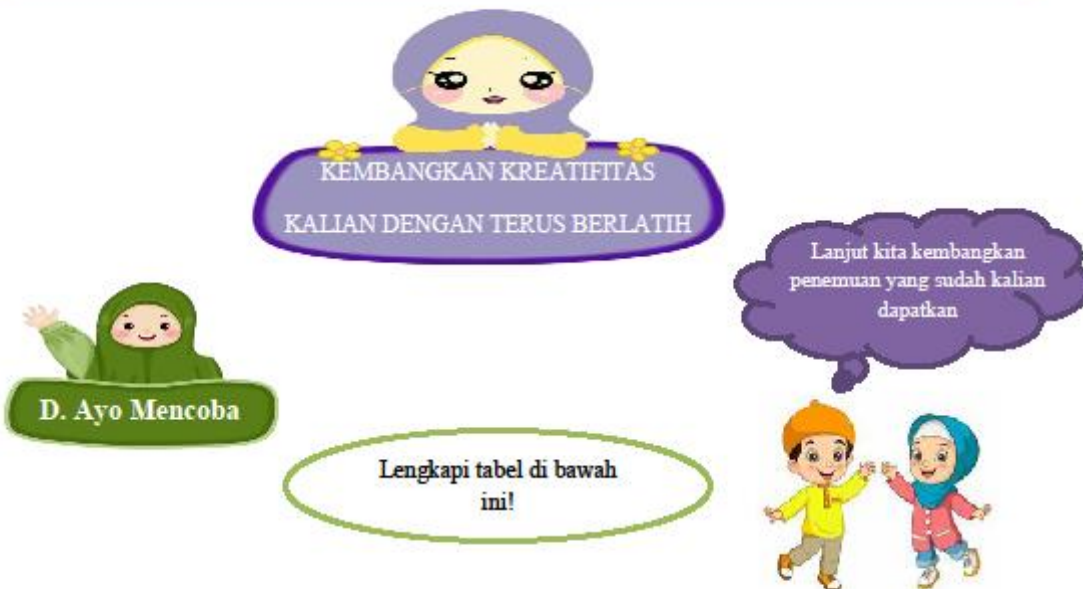 KEMBANGKAN KREATIFITAS
KALIAN DENGAN TERUS BERLATIH
Lanjut kita kembangkan
penemuan yang sudah kalian
dapatkan
D. Ayo Mencoba
Lengkapi tabel di bawah
ini!